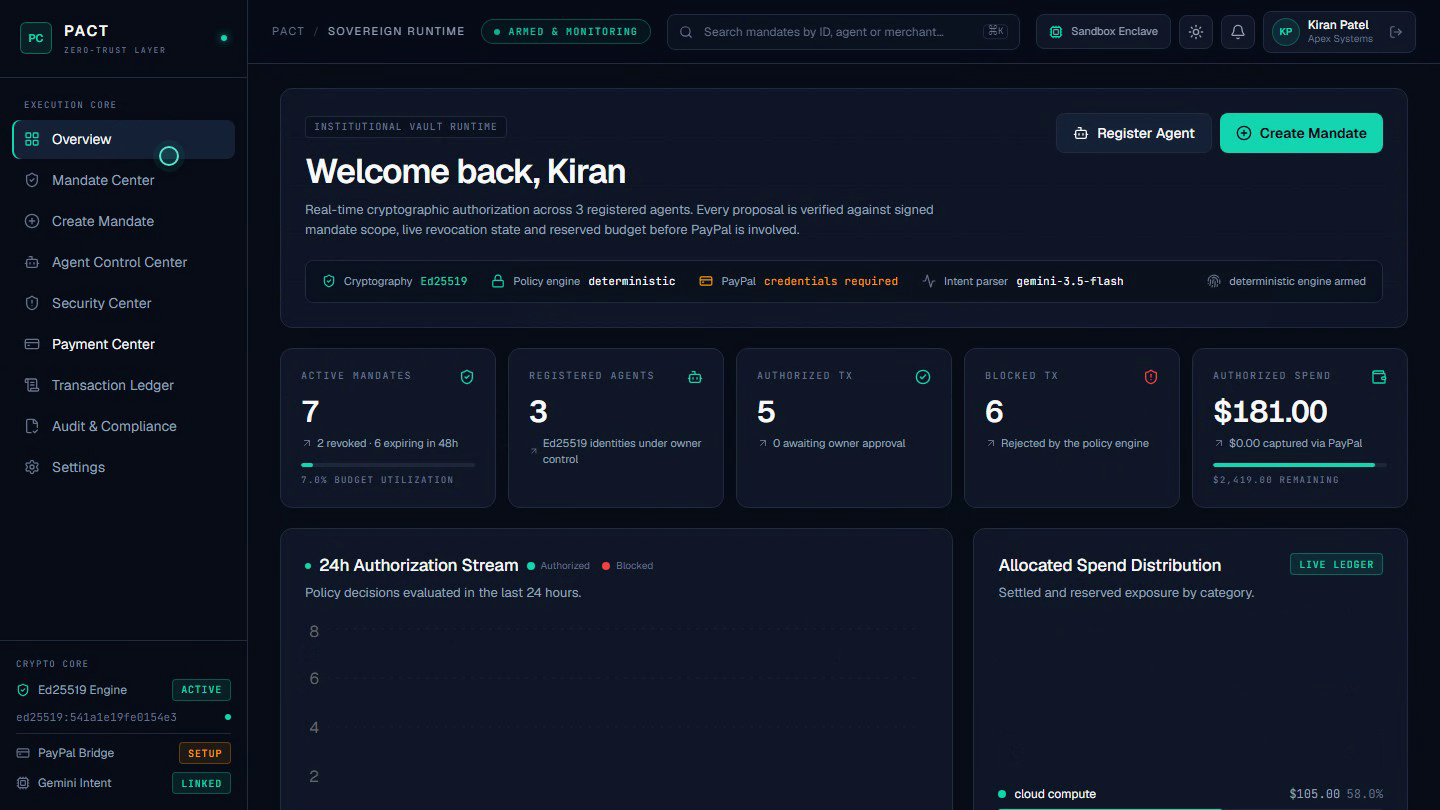 PC
PACT
ZERO-TRUST LAYER
EXECUTION CORE
Overview
Mandate Center
Create Mandate
Agent Control Center
Security Center
Payment Center
Transaction Ledger
Audit & Compliance
Settings
CRYPTO CORE
Ed25519 Engine ACTIVE
ed25519:541a1e19fe0154e3
PayPal Bridge SETUP
Gemini Intent LINKED
PACT / SOVEREIGN RUNTIME
ARMED & MONITORING
Search mandates by ID, agent or merchant… ⌘K
Sandbox Enclave
KP
Kiran Patel
Apex Systems
INSTITUTIONAL VAULT RUNTIME
Register Agent
Create Mandate
Welcome back, Kiran
Real-time cryptographic authorization across 3 registered agents. Every proposal is verified against signed
mandate scope, live revocation state and reserved budget before PayPal is involved.
Cryptography Ed25519 Policy engine deterministic PayPal credentials required Intent parser gemini-3.5-flash deterministic engine armed
ACTIVE MANDATES
7
2 revoked · 6 expiring in 48h
7.0% BUDGET UTILIZATION
REGISTERED AGENTS
3
Ed25519 identities under owner
control
AUTHORIZED TX
5
0 awaiting owner approval
BLOCKED TX
6
Rejected by the policy engine
AUTHORIZED SPEND
$181.00
$0.00 captured via PayPal
$2,419.00 REMAINING
24h Authorization Stream Authorized Blocked
Policy decisions evaluated in the last 24 hours.
8
6
4
2
Allocated Spend Distribution LIVE LEDGER
Settled and reserved exposure by category.
cloud compute $105.00 58.0%